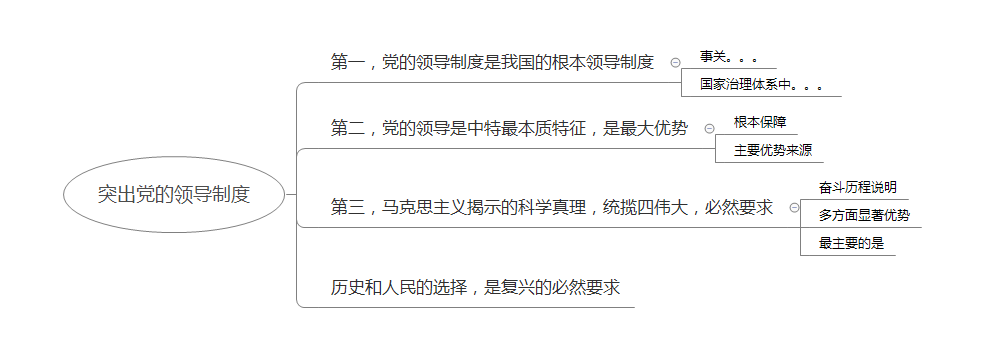 突出党的领导制度
第一，党的领导制度是我国的根本领导制度
事关。。。
国家治理体系中。。。
第二，党的领导是中特最本质特征，是最大优势
根本保障
主要优势来源
第三，马克思主义揭示的科学真理，统揽四伟大，必然要求
奋斗历程说明
多方面显著优势
最主要的是
历史和人民的选择，是复兴的必然要求